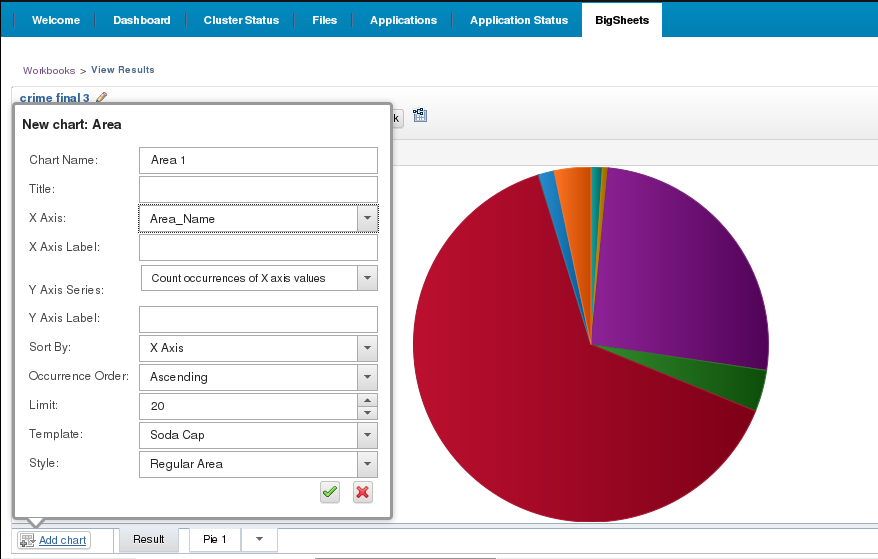 Welcome Dashboard Cluster Status Files Applications Application Status BigSheets
Workbooks > View Results
crime final 3
k
New chart: Area
Chart Name: Area 1
Title:
X Axis: Area_Name
X Axis Label:
Y Axis Series: Count occurrences of X axis values
Y Axis Label:
Sort By: X Axis
Occurrence Order: Ascending
Limit: 20
Template: Soda Cap
Style: Regular Area
Add chart Result Pie 1